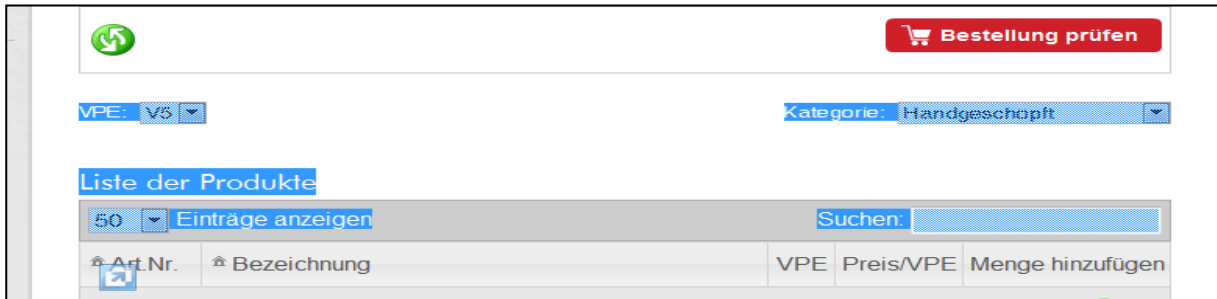 Bestellung prüfen
VPE: V5 Kategorie: Handgeschöpft
Liste der Produkte
50 Einträge anzeigen Suchen:
Art.Nr. Bezeichnung VPE Preis/VPE Menge hinzufügen